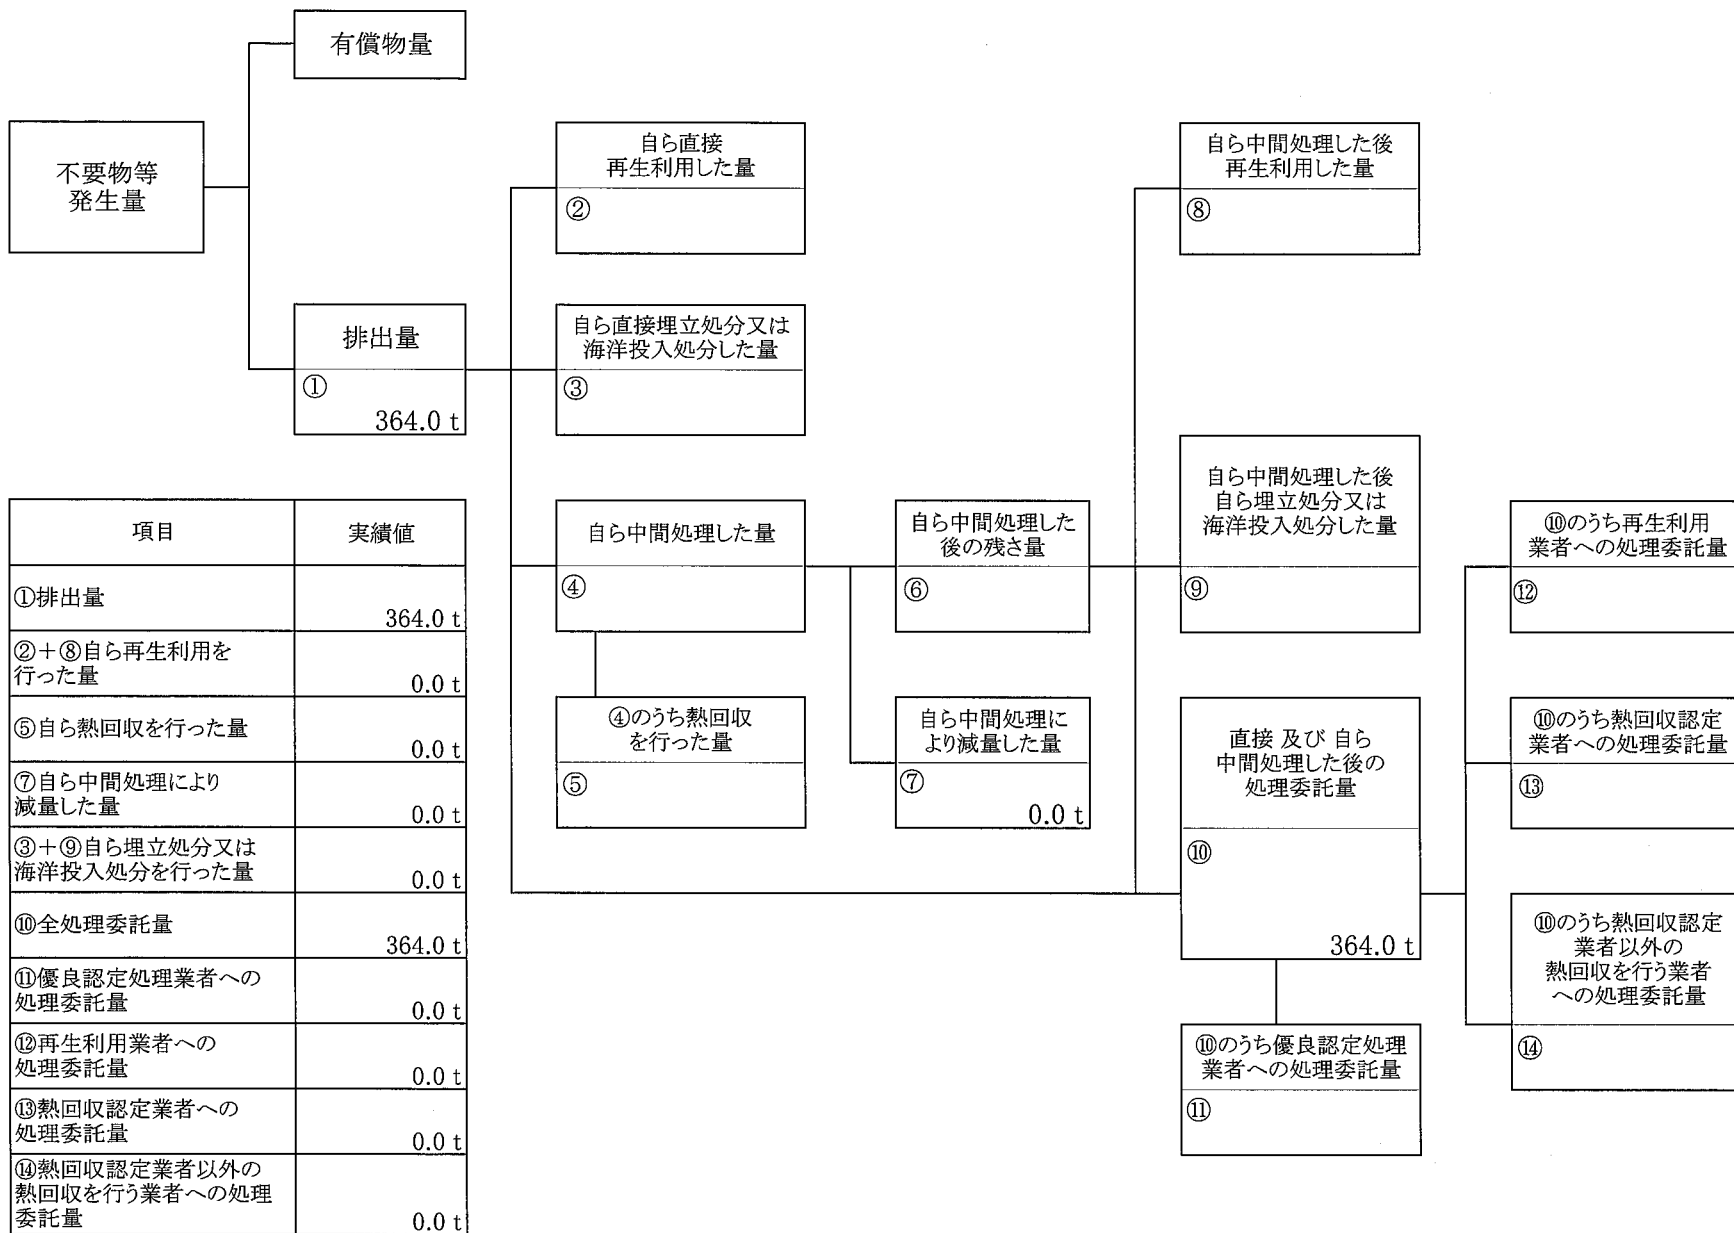 有償物量
不要物等
発生量
排出量
①
364.0 t
自ら直接
再生利用した量
②
自ら直接埋立処分又は
海洋投入処分した量
③
自ら中間処理した量
④
④のうち熱回収
を行った量
⑤
自ら中間処理した
後の残さ量
⑥
自ら中間処理に
より減量した量
⑦
0.0 t
自ら中間処理した後
再生利用した量
⑧
自ら中間処理した後
自ら埋立処分又は
海洋投入処分した量
⑨
直接 及び 自ら
中間処理した後の
処理委託量
⑩
364.0 t
⑩のうち優良認定処理
業者への処理委託量
⑪
⑩のうち再生利用
業者への処理委託量
⑫
⑩のうち熱回収認定
業者への処理委託量
⑬
⑩のうち熱回収認定
業者以外の
熱回収を行う業者
への処理委託量
⑭
項目 実績値
①排出量
364.0 t
②+⑧自ら再生利用を
行った量
0.0 t
⑤自ら熱回収を行った量
0.0 t
⑦自ら中間処理により
減量した量
0.0 t
③+⑨自ら埋立処分又は
海洋投入処分を行った量
0.0 t
⑩全処理委託量
364.0 t
⑪優良認定処理業者への
処理委託量
0.0 t
⑫再生利用業者への
処理委託量
0.0 t
⑬熱回収認定業者への
処理委託量
0.0 t
⑭熱回収認定業者以外の
熱回収を行う業者への処理
委託量
0.0 t